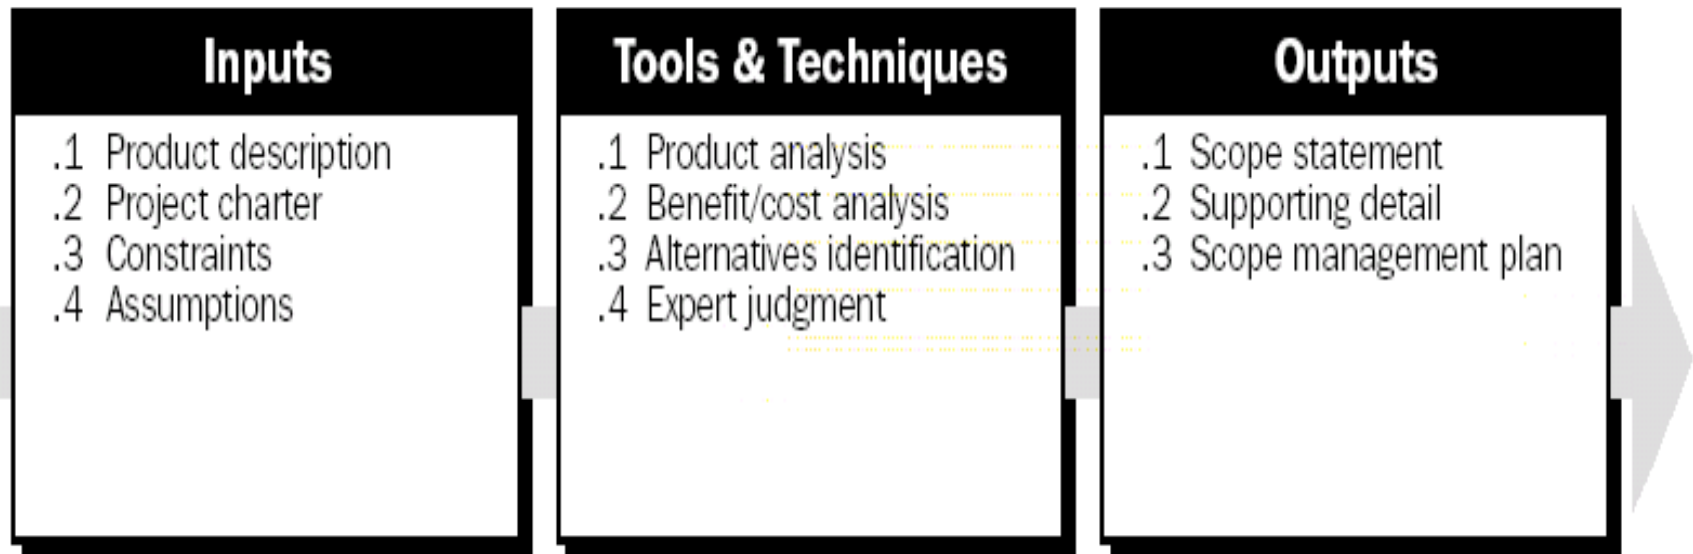 Inputs
.1 Product description
.2 Project charter
.3 Constraints
.4 Assumptions
Tools & Techniques
.1 Product analysis
.2 Benefit/cost analysis
.3 Alternatives identification
.4 Expert judgment
Outputs
.1 Scope statement
.2 Supporting detail
.3 Scope management plan